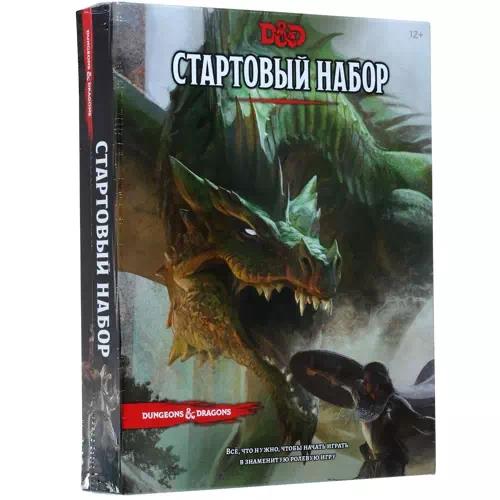 D&D
12+
СТАРТОВЫЙ НАБОР
DUNGEONS & DRAGONS
ВСЁ, ЧТО НУЖНО, ЧТОБЫ НАЧАТЬ ИГРАТЬ
В ЗНАМЕНИТУЮ РОЛЕВУЮ ИГРУ
DUNGEONS & DRAGONS
СТАРТОВЫЙ НАБОР